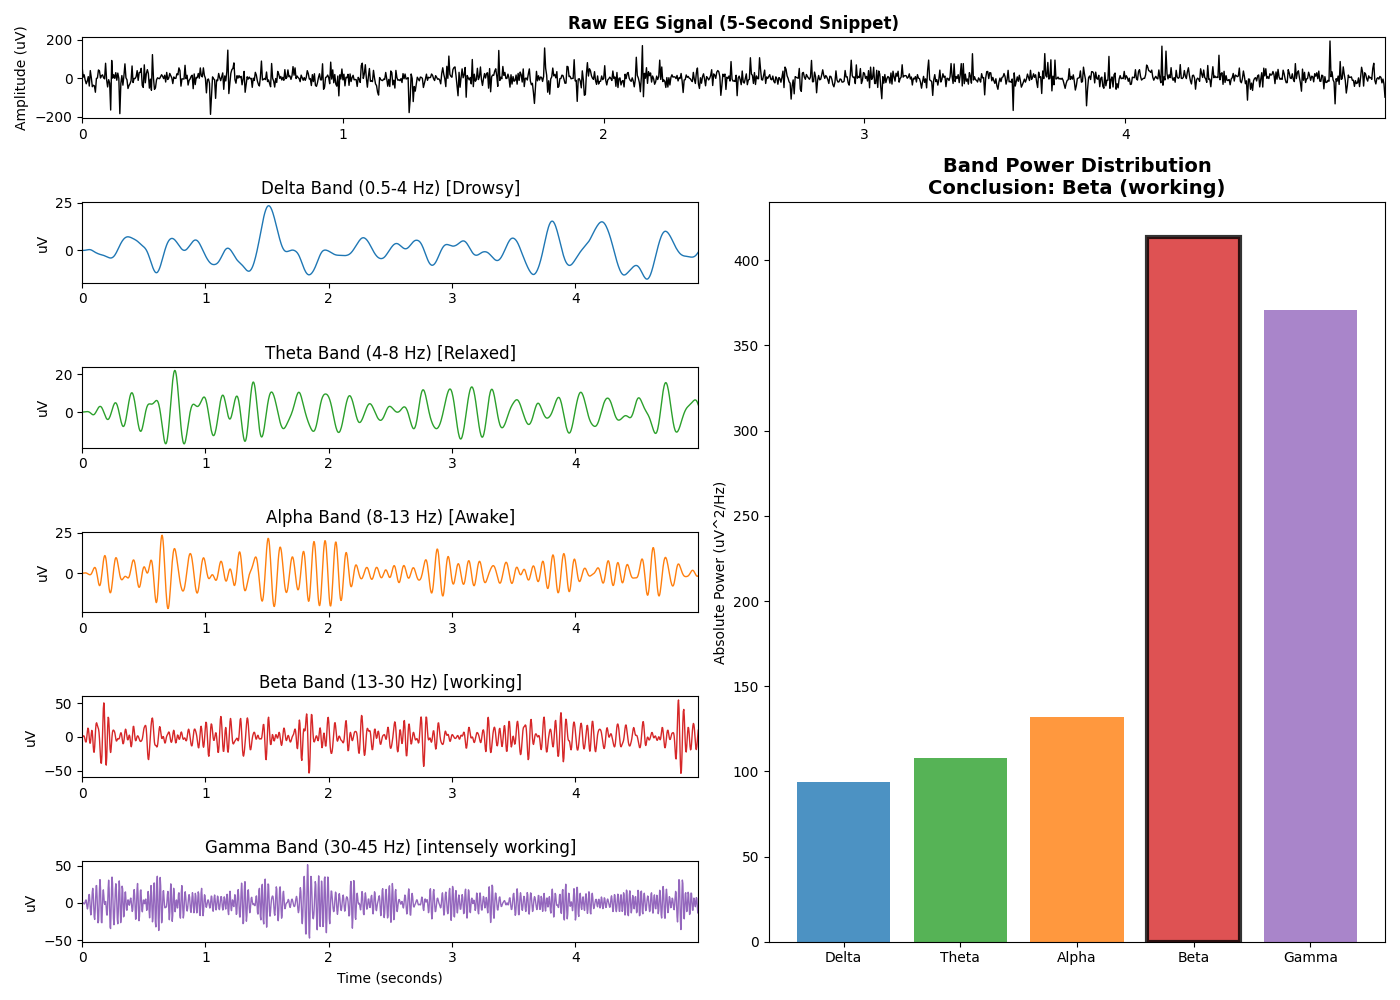 Raw EEG Signal (5-Second Snippet)
Amplitude (uV)
200
0
−200
0 1 2 3 4
Delta Band (0.5-4 Hz) [Drowsy]
uV
25
0
0 1 2 3 4
Theta Band (4-8 Hz) [Relaxed]
uV
20
0
0 1 2 3 4
Alpha Band (8-13 Hz) [Awake]
uV
25
0
0 1 2 3 4
Beta Band (13-30 Hz) [working]
uV
50
0
−50
0 1 2 3 4
Gamma Band (30-45 Hz) [intensely working]
uV
50
0
−50
0 1 2 3 4
Time (seconds)
Band Power Distribution
Conclusion: Beta (working)
Absolute Power (uV^2/Hz)
400
350
300
250
200
150
100
50
0
Delta Theta Alpha Beta Gamma